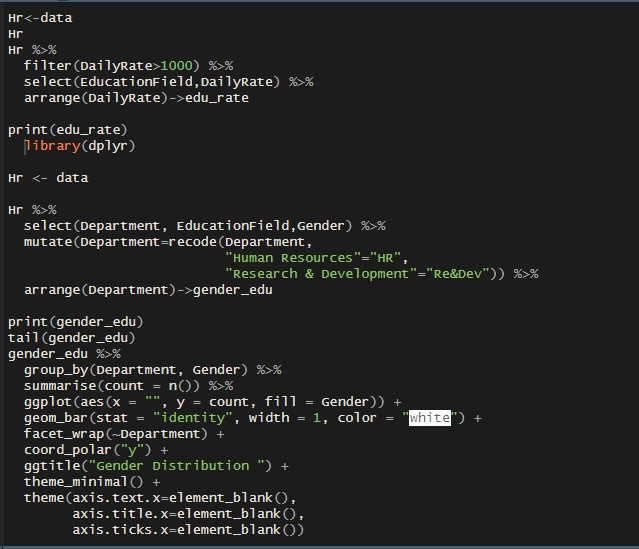 Hr<-data
Hr
Hr %>%
  filter(DailyRate>1000) %>%
  select(EducationField,DailyRate) %>%
  arrange(DailyRate)->edu_rate

print(edu_rate)
  library(dplyr)

Hr <- data

Hr %>%
  select(Department, EducationField,Gender) %>%
  mutate(Department=recode(Department,
                           "Human Resources"="HR",
                           "Research & Development"="Re&Dev")) %>%
  arrange(Department)->gender_edu

print(gender_edu)
tail(gender_edu)
gender_edu %>%
  group_by(Department, Gender) %>%
  summarise(count = n()) %>%
  ggplot(aes(x = "", y = count, fill = Gender)) +
  geom_bar(stat = "identity", width = 1, color = "white") +
  facet_wrap(~Department) +
  coord_polar("y") +
  ggtitle("Gender Distribution ") +
  theme_minimal() +
  theme(axis.text.x=element_blank(),
        axis.title.x=element_blank(),
        axis.ticks.x=element_blank())